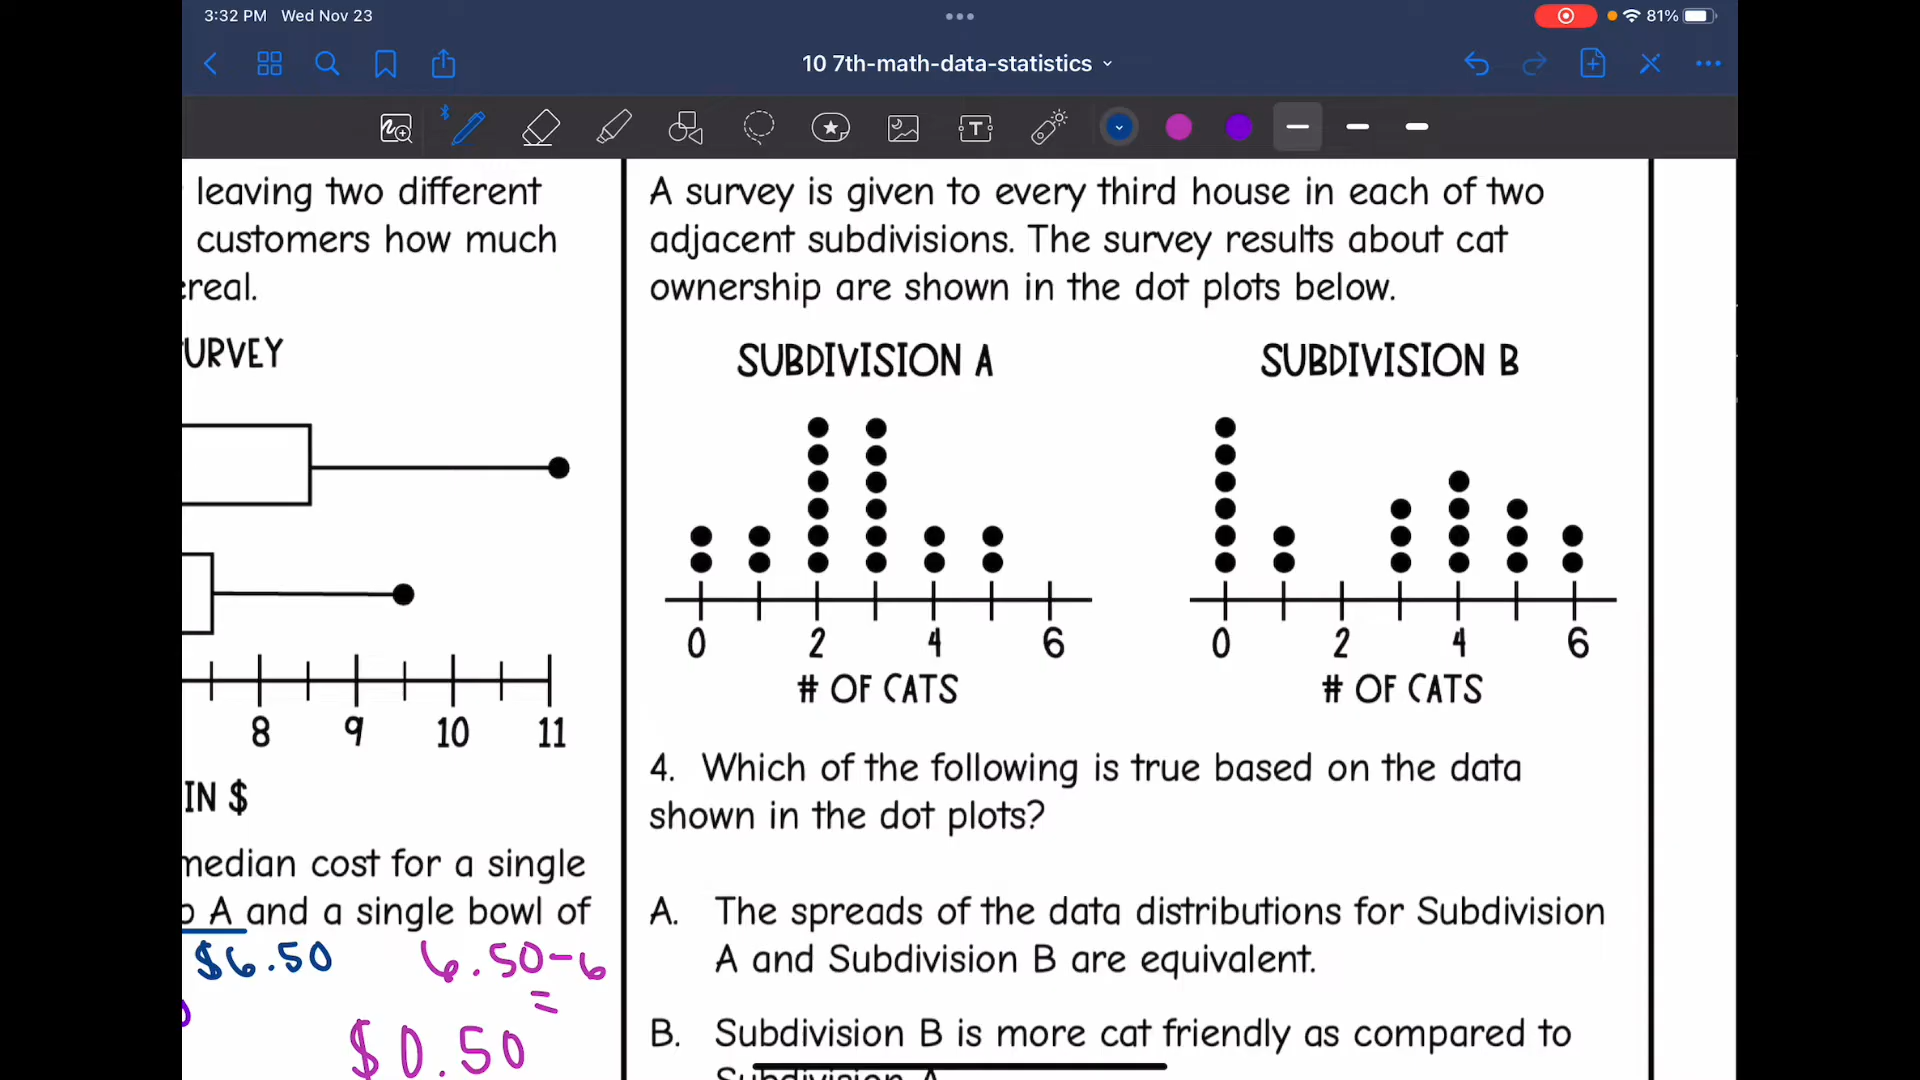 3:32 PM Wed Nov 23
81%
10 7th-math-data-statistics
T
leaving two different
customers how much
ereal.
URVEY
8 9 10 11
IN $
median cost for a single
A and a single bowl of
$6.50 6.50-6
=
$0.50
A survey is given to every third house in each of two
adjacent subdivisions. The survey results about cat
ownership are shown in the dot plots below.
SUBDIVISION A
0 2 4 6
# OF CATS
SUBDIVISION B
0 2 4 6
# OF CATS
4. Which of the following is true based on the data
shown in the dot plots?
A. The spreads of the data distributions for Subdivision
A and Subdivision B are equivalent.
B. Subdivision B is more cat friendly as compared to
Subdivision A